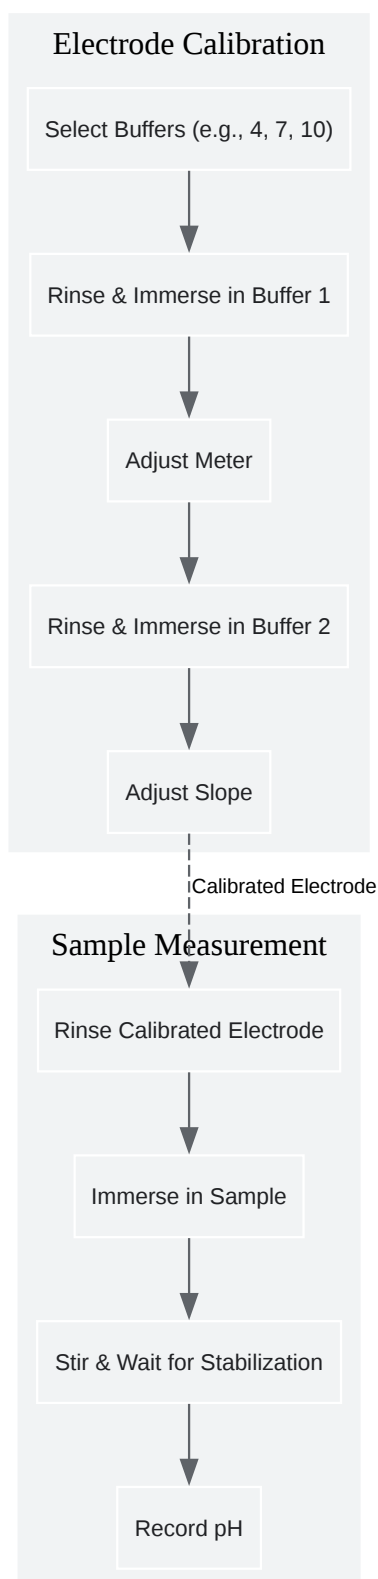 Electrode Calibration
Select Buffers (e.g., 4, 7, 10)
Rinse & Immerse in Buffer 1
Adjust Meter
Rinse & Immerse in Buffer 2
Adjust Slope
Calibrated Electrode
Sample Measurement
Rinse Calibrated Electrode
Immerse in Sample
Stir & Wait for Stabilization
Record pH